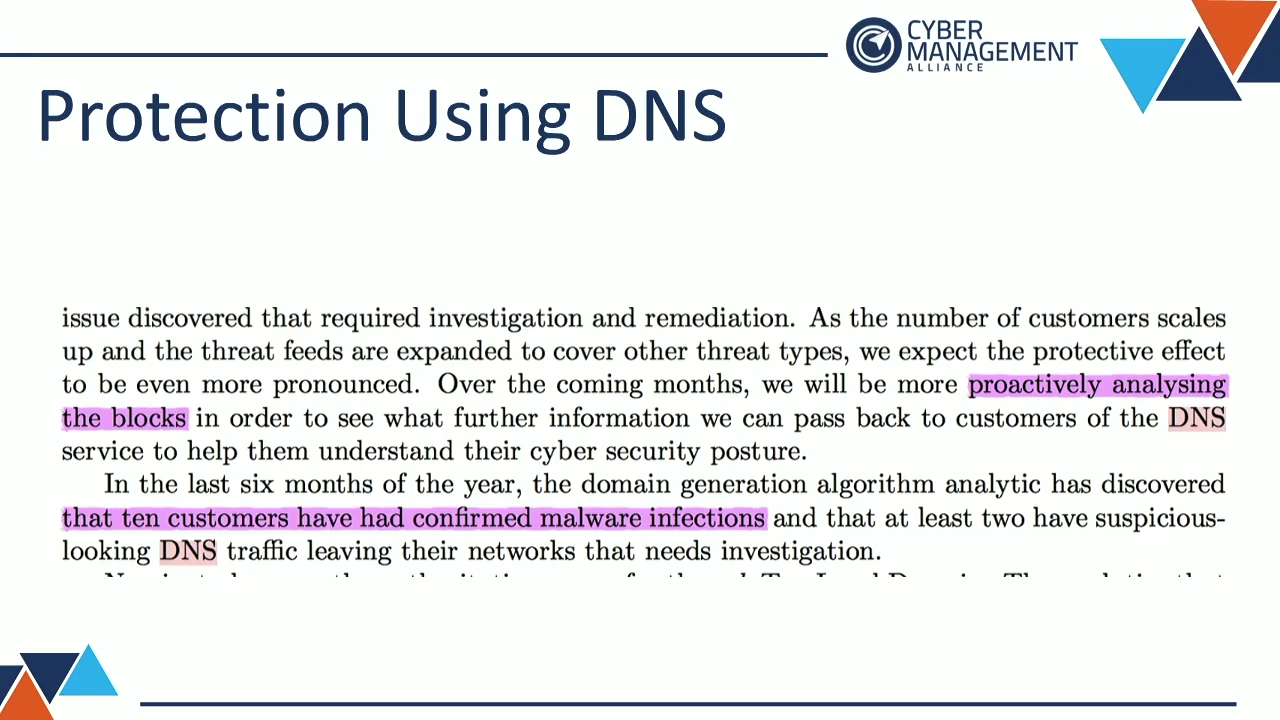 CYBER
MANAGEMENT
ALLIANCE
Protection Using DNS
issue discovered that required investigation and remediation. As the number of customers scales
up and the threat feeds are expanded to cover other threat types, we expect the protective effect
to be even more pronounced. Over the coming months, we will be more proactively analysing
the blocks in order to see what further information we can pass back to customers of the DNS
service to help them understand their cyber security posture.
In the last six months of the year, the domain generation algorithm analytic has discovered
that ten customers have had confirmed malware infections and that at least two have suspicious-
looking DNS traffic leaving their networks that needs investigation.